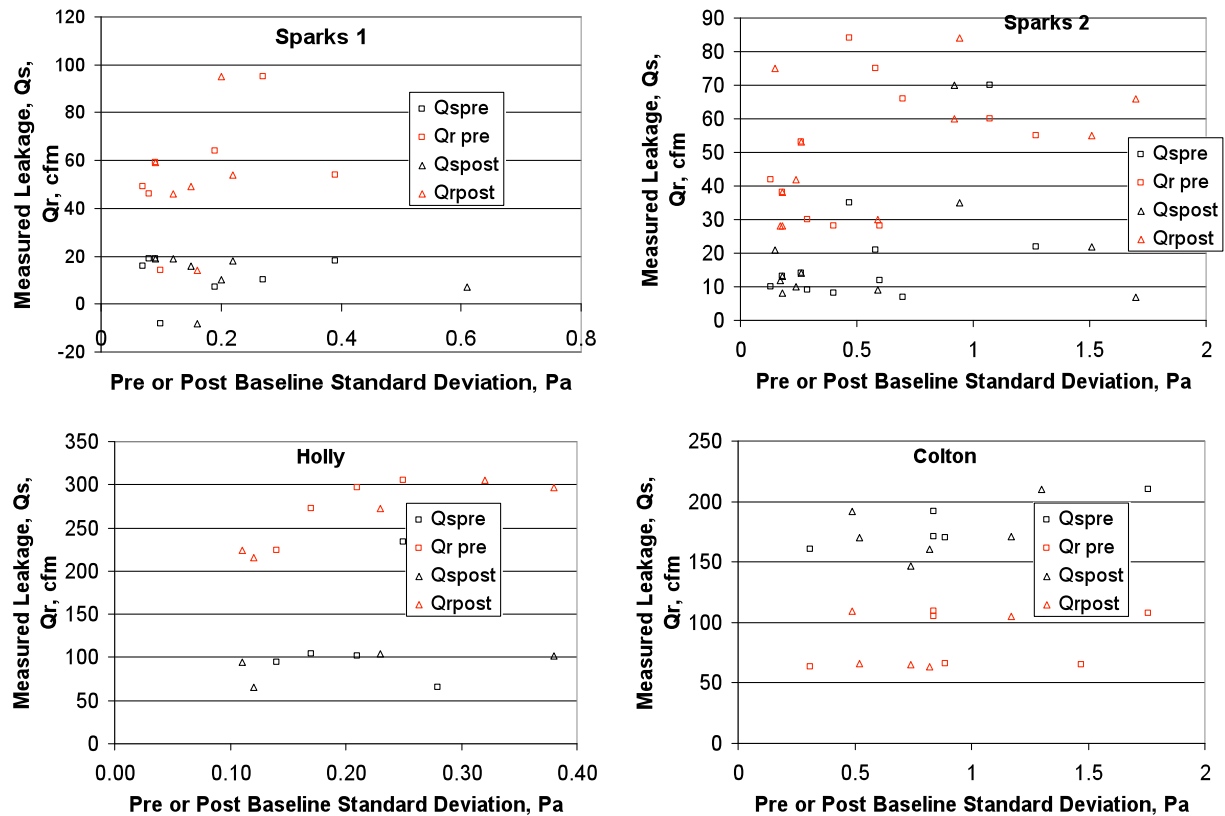 Sparks 1
Measured Leakage, Qs,
Qr, cfm
120
100
80
60
40
20
0
-20
0
0.2
0.4
0.6
0.8
Pre or Post Baseline Standard Deviation, Pa
Qspre
Qr pre
Qspost
Qrpost
Sparks 2
Measured Leakage, Qs,
Qr, cfm
90
80
70
60
50
40
30
20
10
0
0
0.5
1
1.5
2
Pre or Post Baseline Standard Deviation, Pa
Qspre
Qr pre
Qspost
Qrpost
Holly
Measured Leakage, Qs,
Qr, cfm
350
300
250
200
150
100
50
0
0.00
0.10
0.20
0.30
0.40
Pre or Post Baseline Standard Deviation, Pa
Qspre
Qr pre
Qspost
Qrpost
Colton
Measured Leakage, Qs,
Qr, cfm
250
200
150
100
50
0
0
0.5
1
1.5
2
Pre or Post Baseline Standard Deviation, Pa
Qspre
Qr pre
Qspost
Qrpost